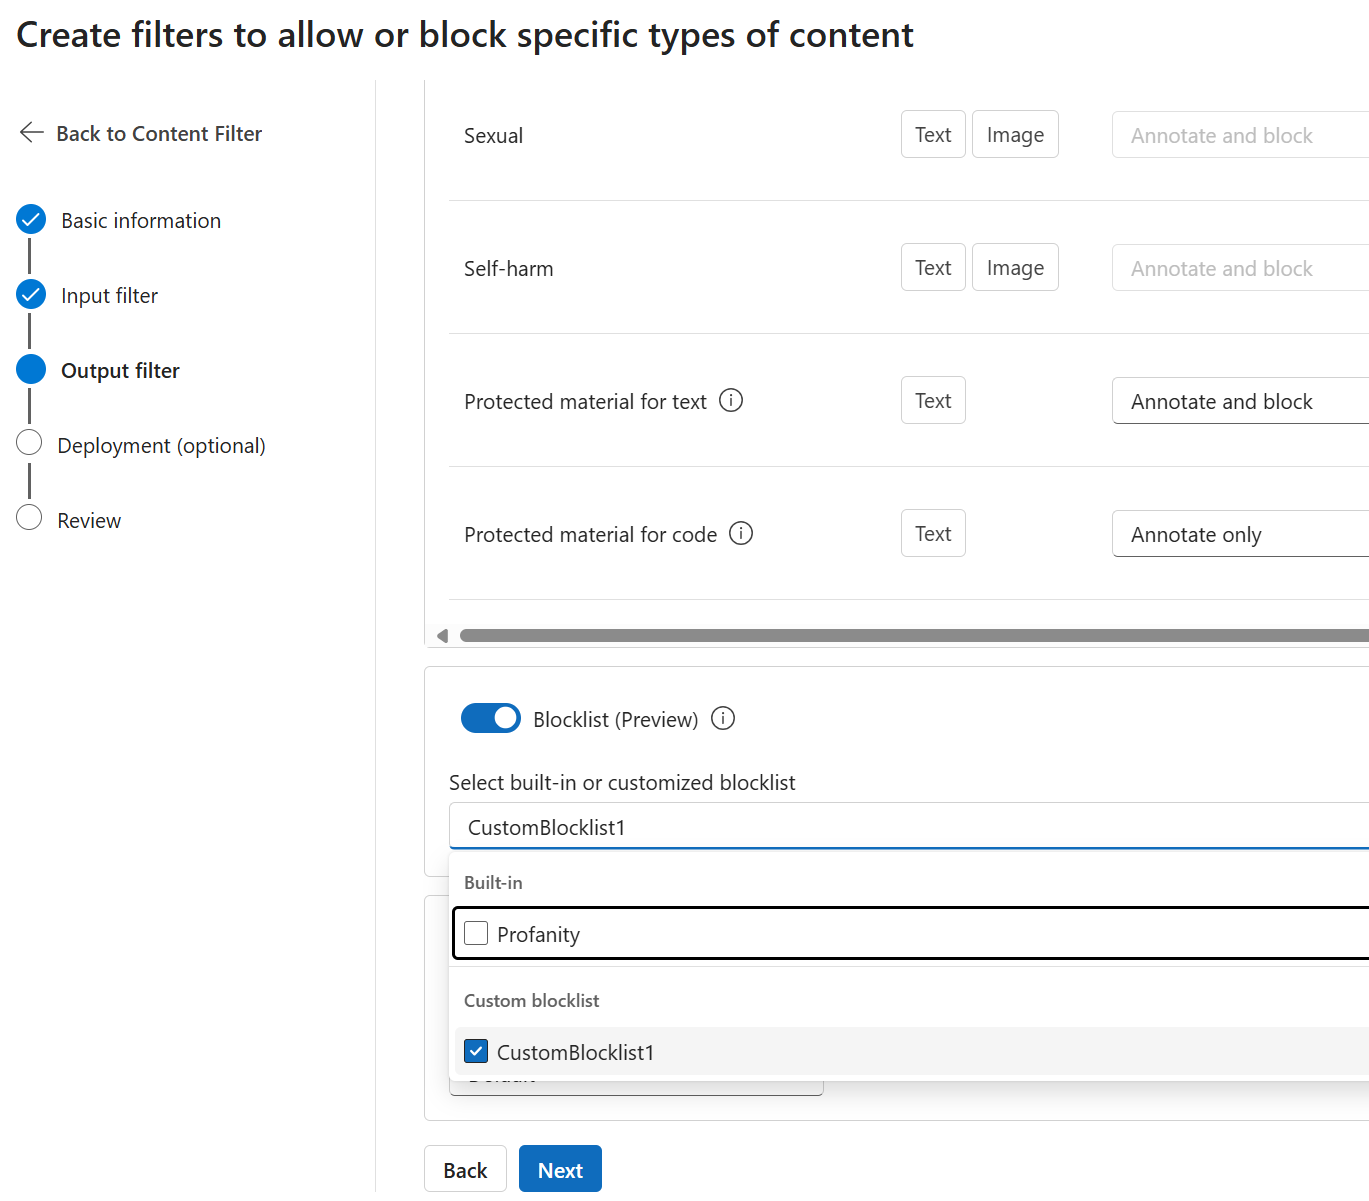 Create filters to allow or block specific types of content
Back to Content Filter
Basic information
Input filter
Output filter
Deployment (optional)
Review
Sexual Text Image Annotate and block
Self-harm Text Image Annotate and block
Protected material for text Text Annotate and block
Protected material for code Text Annotate only
Blocklist (Preview)
Select built-in or customized blocklist
CustomBlocklist1
Built-in
Profanity
Custom blocklist
CustomBlocklist1
Back Next